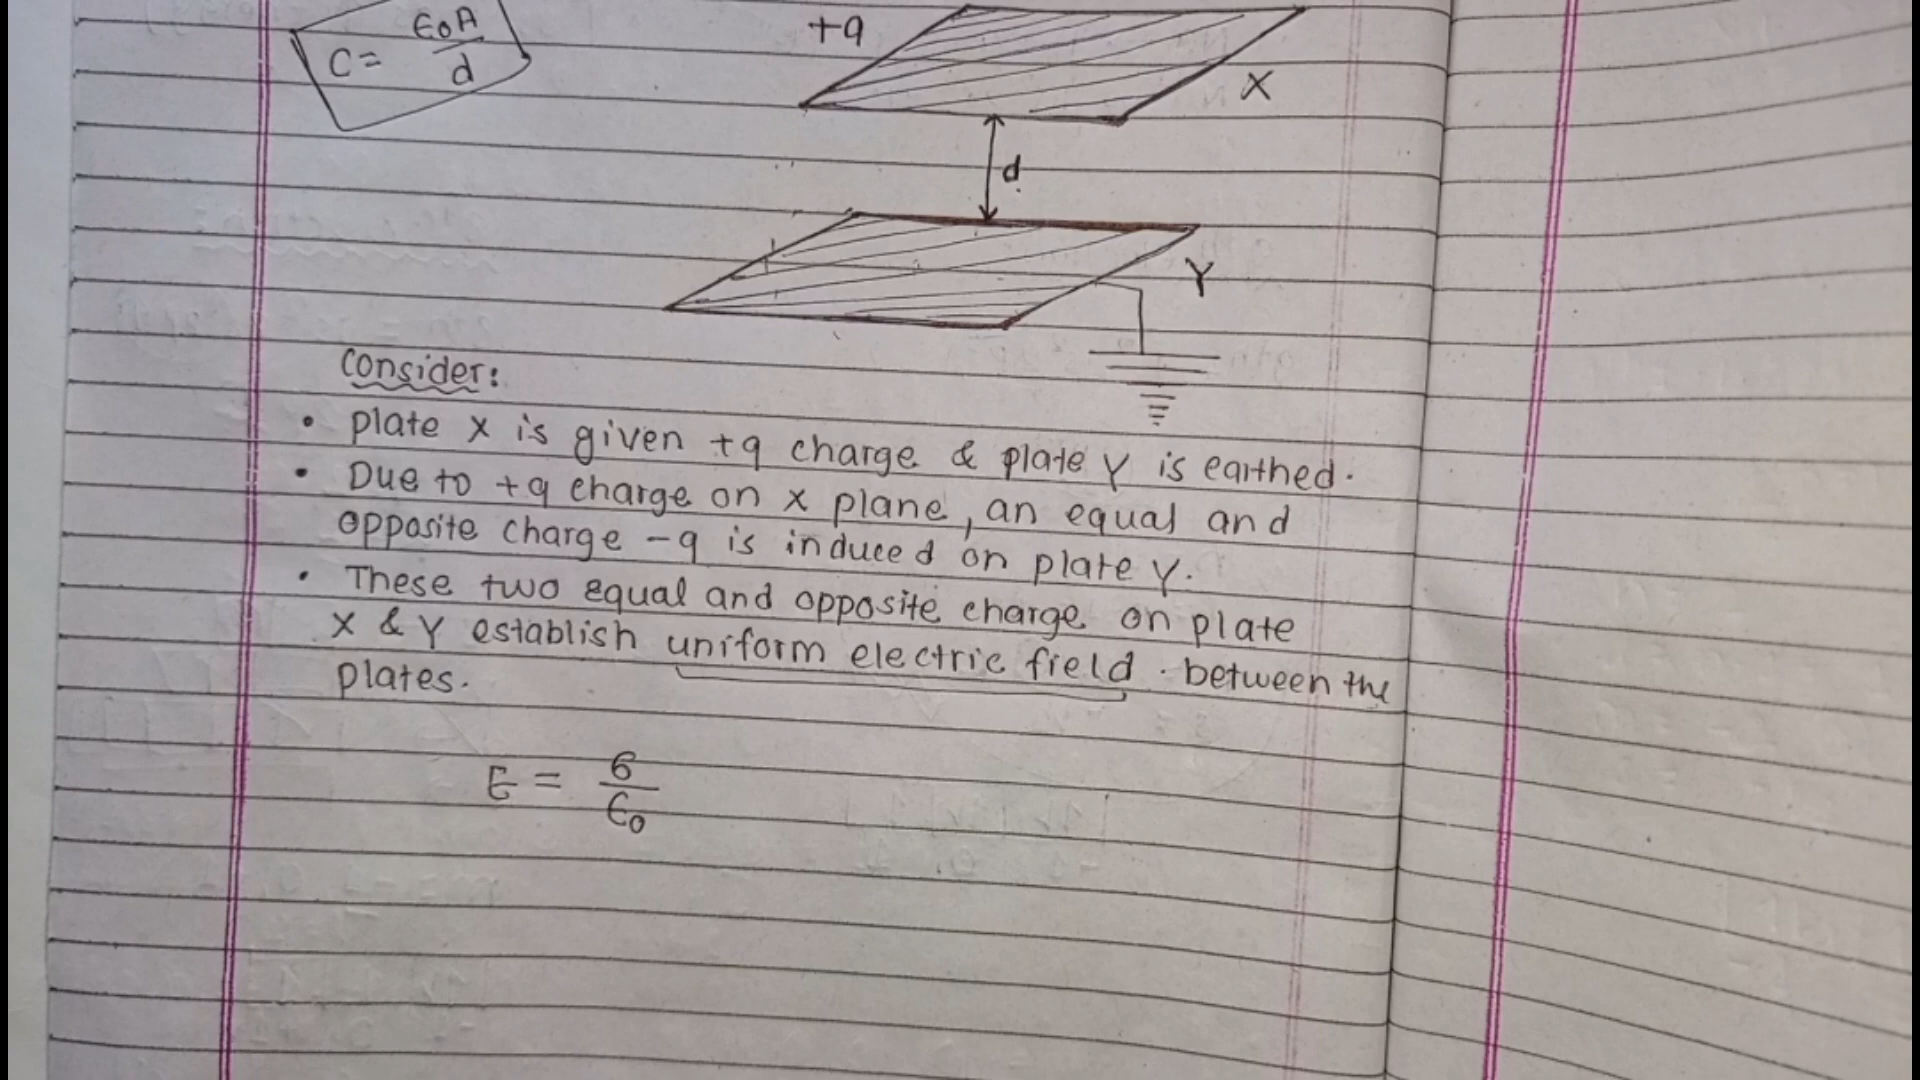 C = ε₀A/d
+q
X
d
Y
Consider:
• plate X is given +q charge & plate Y is earthed.
• Due to +q charge on X plane, an equal and
opposite charge -q is induced on plate Y.
• These two equal and opposite charge on plate
X & Y establish uniform electric field between the
plates.
E = σ/ε₀